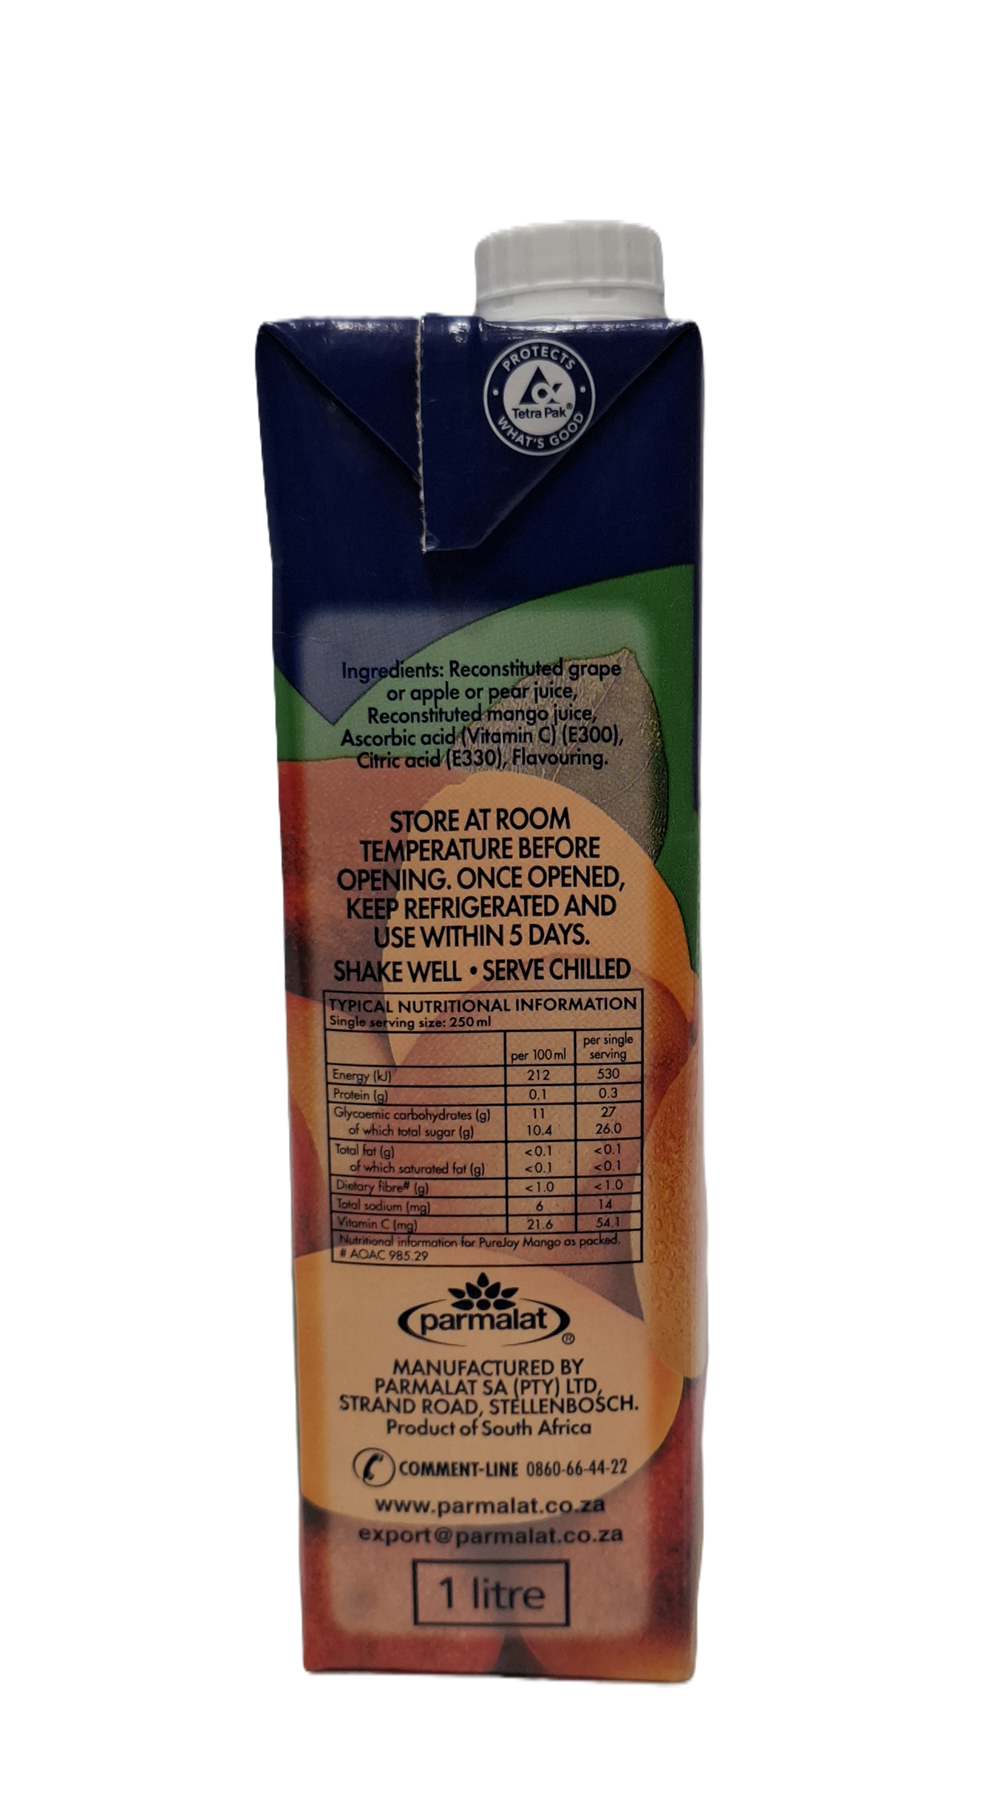 PROTECTS
Tetra Pak®
WHAT'S GOOD
Ingredients: Reconstituted grape
or apple or pear juice,
Reconstituted mango juice,
Ascorbic acid (Vitamin C) (E300),
Citric acid (E330), Flavouring.
STORE AT ROOM
TEMPERATURE BEFORE
OPENING. ONCE OPENED,
KEEP REFRIGERATED AND
USE WITHIN 5 DAYS.
SHAKE WELL • SERVE CHILLED
TYPICAL NUTRITIONAL INFORMATION
Single serving size: 250 ml
per 100 ml per single serving
Energy (kJ) 212 530
Protein (g) 0.1 0.3
Glycaemic carbohydrates (g) 11 27
of which total sugar (g) 10.4 26.0
Total fat (g) <0.1 <0.1
of which saturated fat (g) <0.1 <0.1
Dietary fibre# (g) <1.0 <1.0
Total sodium (mg) 6 14
Vitamin C (mg) 21.6 54.1
Nutritional information for PureJoy Mango as packed.
# AOAC 985.29
parmalat®
MANUFACTURED BY
PARMALAT SA (PTY) LTD,
STRAND ROAD, STELLENBOSCH.
Product of South Africa
COMMENT-LINE 0860-66-44-22
www.parmalat.co.za
export@parmalat.co.za
1 litre